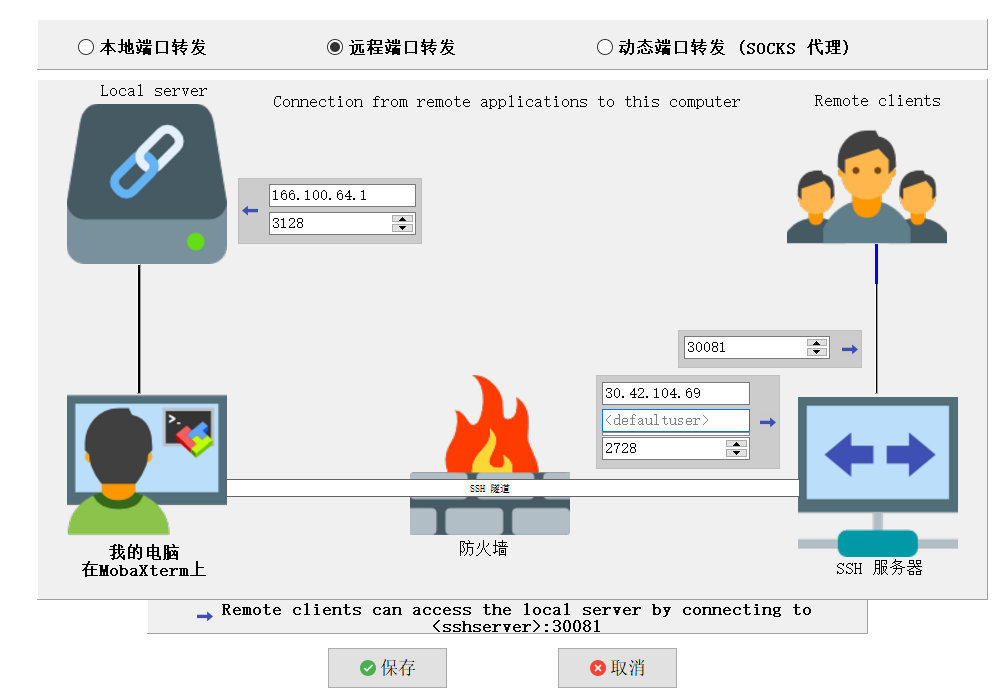 本地端口转发
远程端口转发
动态端口转发 (SOCKS 代理)
Local server
Connection from remote applications to this computer
Remote clients
166.100.64.1
3128
30081
30.42.104.69
<defaultuser>
2728
>_
SSH 隧道
防火墙
我的电脑
在MobaXterm上
SSH 服务器
Remote clients can access the local server by connecting to
<sshserver>:30081
保存
取消